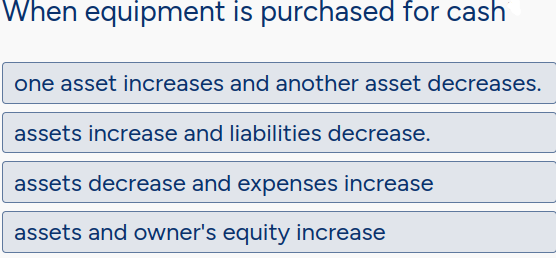 When equipment is purchased for cash
one asset increases and another asset decreases.
assets increase and liabilities decrease.
assets decrease and expenses increase
assets and owner's equity increase